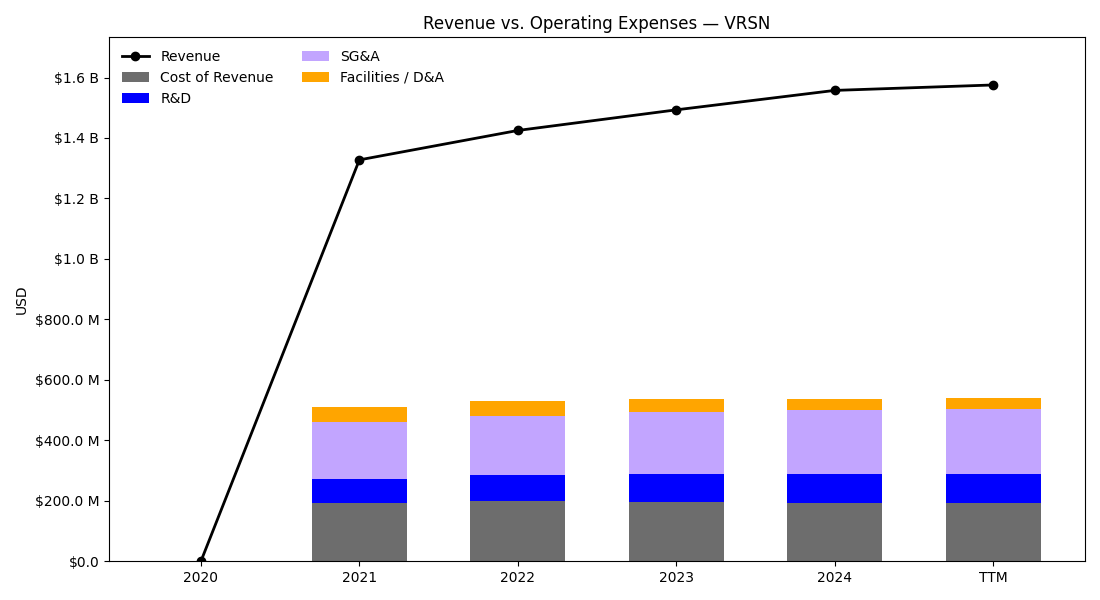 Revenue vs. Operating Expenses — VRSN
Revenue
Cost of Revenue
R&D
SG&A
Facilities / D&A
USD
$1.6 B
$1.4 B
$1.2 B
$1.0 B
$800.0 M
$600.0 M
$400.0 M
$200.0 M
$0.0
2020 2021 2022 2023 2024 TTM